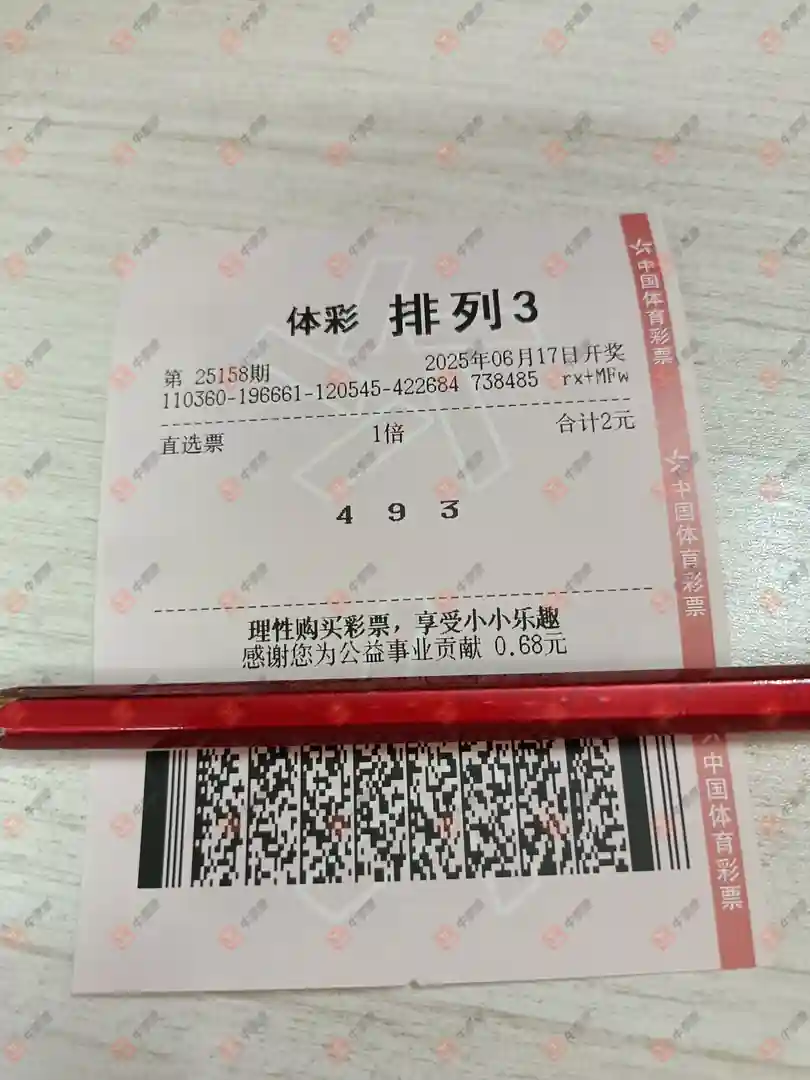 体彩 排列3
第 25158期 2025年06月17日开奖
110360-196661-120545-422684 738485 rx+MFw
直选票 1倍 合计2元
4 9 3
理性购买彩票，享受小小乐趣
感谢您为公益事业贡献 0.68元
中国体育彩票
中国体育彩票
中国体育彩票